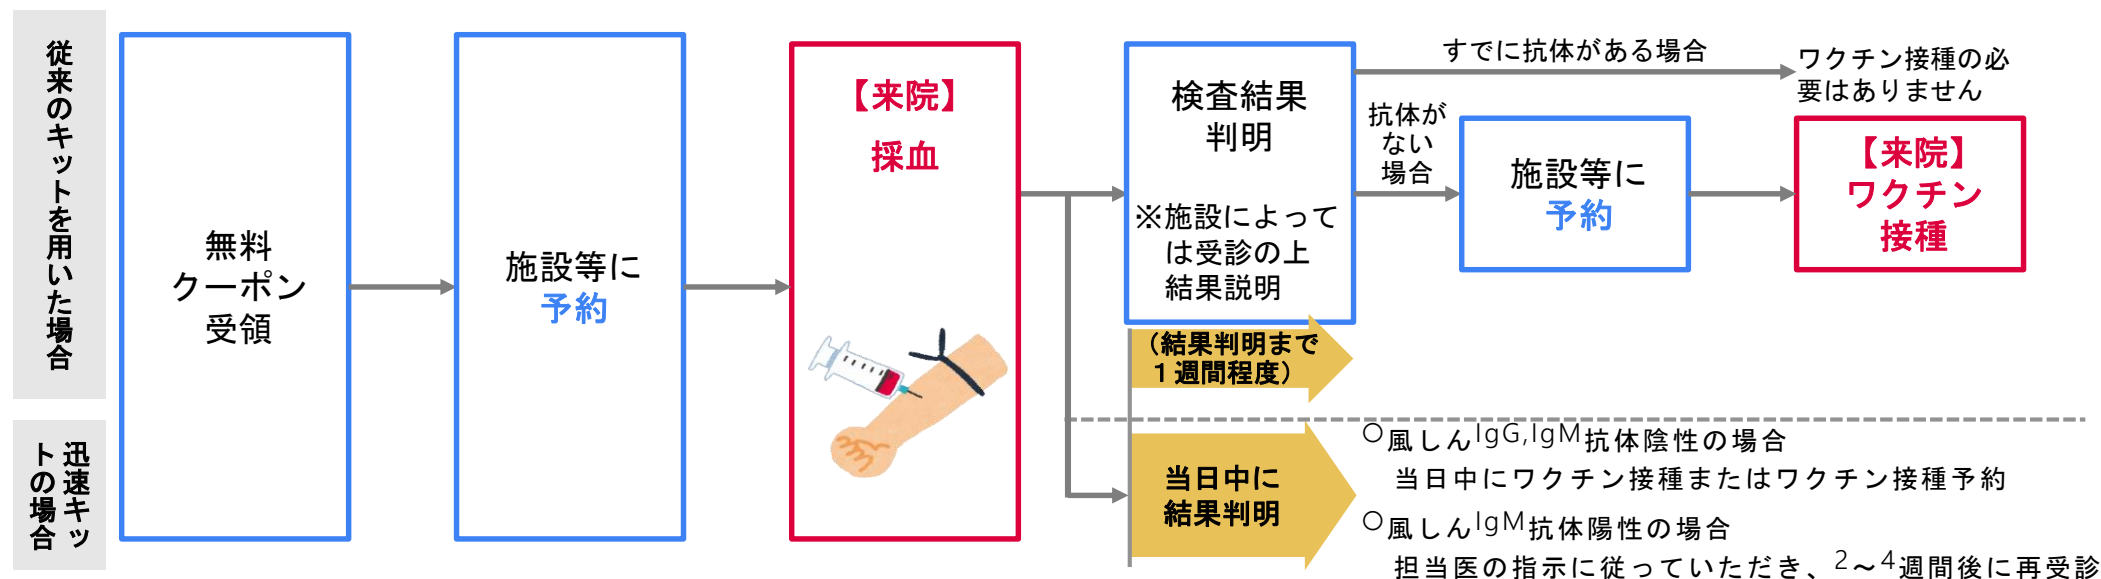 従来のキットを用いた場合
無料
クーポン
受領
施設等に
予約
【来院】
採血
検査結果
判明
※施設によって
は受診の上
結果説明
(結果判明まで
1週間程度)
すでに抗体がある場合
ワクチン接種の必
要はありません
抗体が
ない
場合
施設等に
予約
【来院】
ワクチン
接種
迅速キッ
トの場合
当日中に
結果判明
○風しんIgG,IgM抗体陰性の場合
当日中にワクチン接種またはワクチン接種予約
○風しんIgM抗体陽性の場合
担当医の指示に従っていただき、2~4週間後に再受診